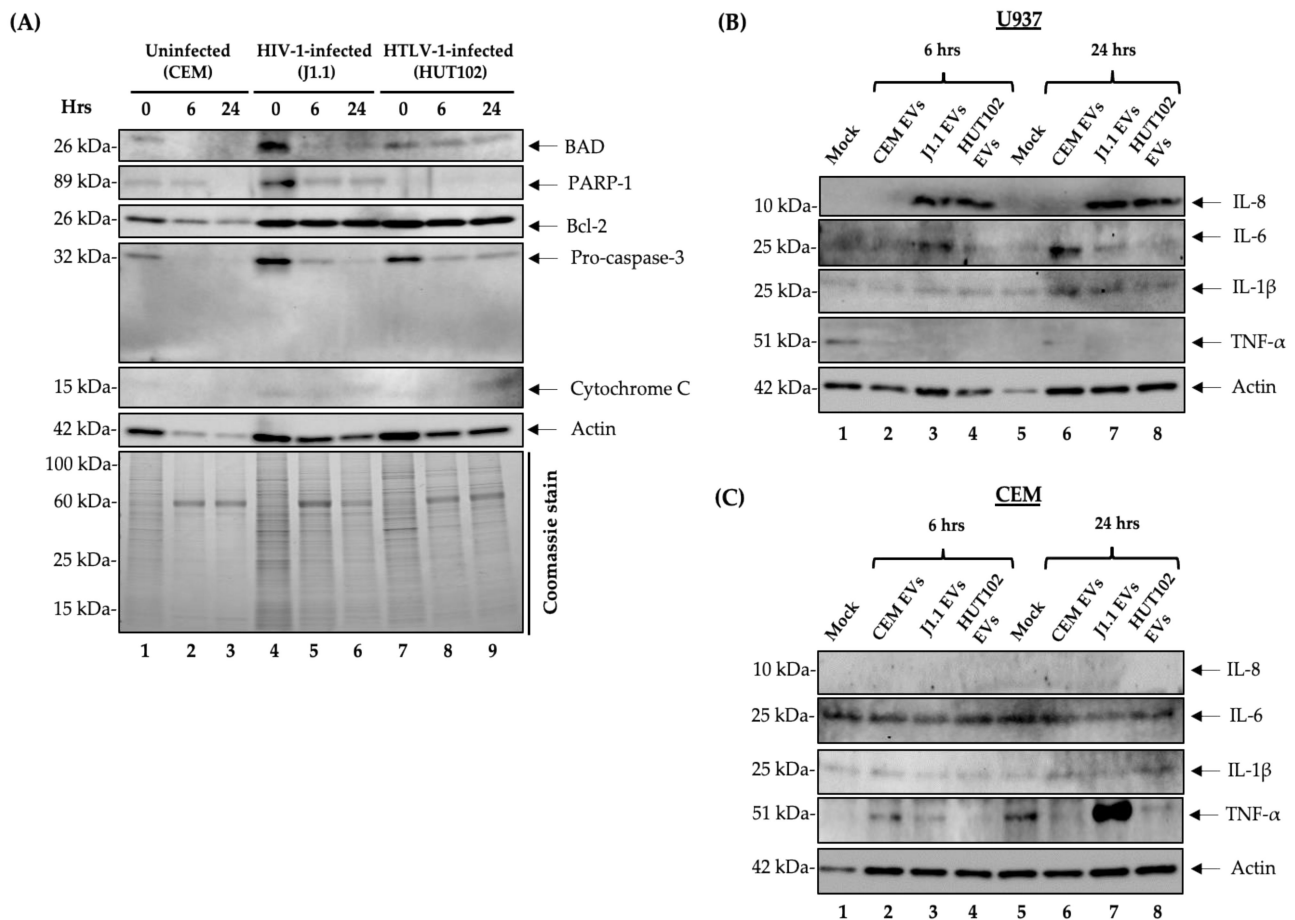 (A)
Uninfected
(CEM)
HIV-1-infected
(J1.1)
HTLV-1-infected
(HUT102)
Hrs 0 6 24 0 6 24 0 6 24
26 kDa- BAD
89 kDa- PARP-1
26 kDa- Bcl-2
32 kDa- Pro-caspase-3
15 kDa- Cytochrome C
42 kDa- Actin
100 kDa-
60 kDa-
25 kDa-
15 kDa-
Coomassie stain
1 2 3 4 5 6 7 8 9
(B)
U937
6 hrs 24 hrs
Mock
CEM EVs
J1.1 EVs
HUT102
EVs
Mock
CEM EVs
J1.1 EVs
HUT102
EVs
10 kDa- IL-8
25 kDa- IL-6
25 kDa- IL-1β
51 kDa- TNF-α
42 kDa- Actin
1 2 3 4 5 6 7 8
(C)
CEM
6 hrs 24 hrs
Mock
CEM EVs
J1.1 EVs
HUT102
EVs
Mock
CEM EVs
J1.1 EVs
HUT102
EVs
10 kDa- IL-8
25 kDa- IL-6
25 kDa- IL-1β
51 kDa- TNF-α
42 kDa- Actin
1 2 3 4 5 6 7 8